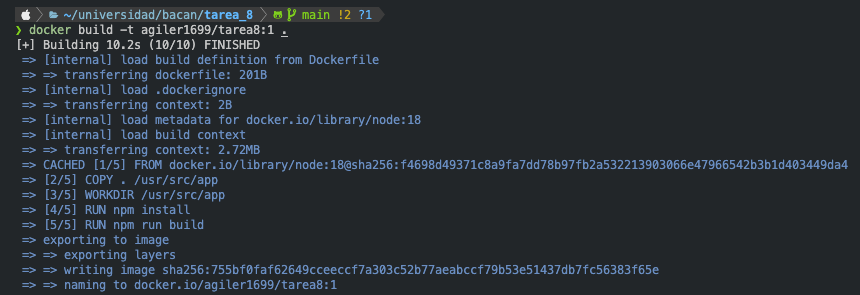 ~/universidad/bacan/tarea_8 main !2 ?1
❯ docker build -t agiler1699/tarea8:1 .
[+] Building 10.2s (10/10) FINISHED
=> [internal] load build definition from Dockerfile
=> => transferring dockerfile: 201B
=> [internal] load .dockerignore
=> => transferring context: 2B
=> [internal] load metadata for docker.io/library/node:18
=> [internal] load build context
=> => transferring context: 2.72MB
=> CACHED [1/5] FROM docker.io/library/node:18@sha256:f4698d49371c8a9fa7dd78b97fb2a532213903066e47966542b3b1d403449da4
=> [2/5] COPY . /usr/src/app
=> [3/5] WORKDIR /usr/src/app
=> [4/5] RUN npm install
=> [5/5] RUN npm run build
=> exporting to image
=> => exporting layers
=> => writing image sha256:755bf0faf62649cceeccf7a303c52b77aeabccf79b53e51437db7fc56383f65e
=> => naming to docker.io/agiler1699/tarea8:1